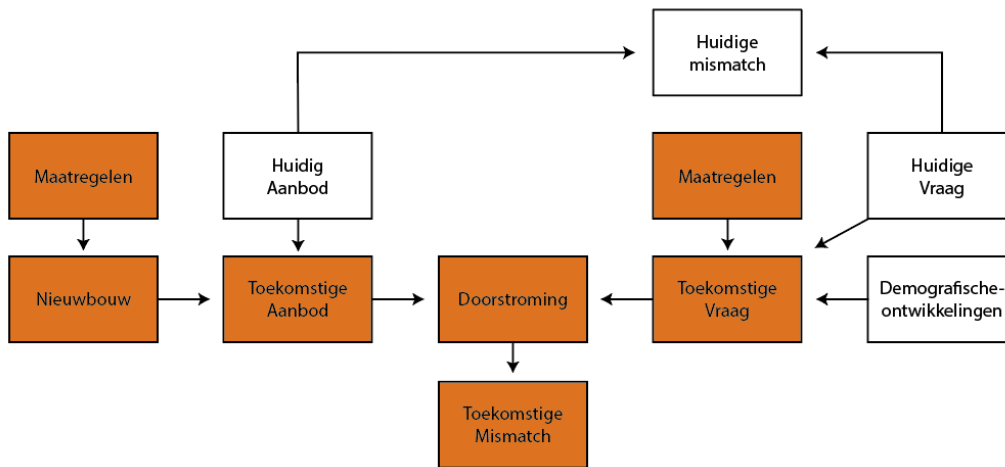 Huidige
mismatch
Maatregelen
Huidig
Aanbod
Maatregelen
Huidige
Vraag
Nieuwbouw
Toekomstige
Aanbod
Doorstroming
Toekomstige
Vraag
Demografische-
ontwikkelingen
Toekomstige
Mismatch